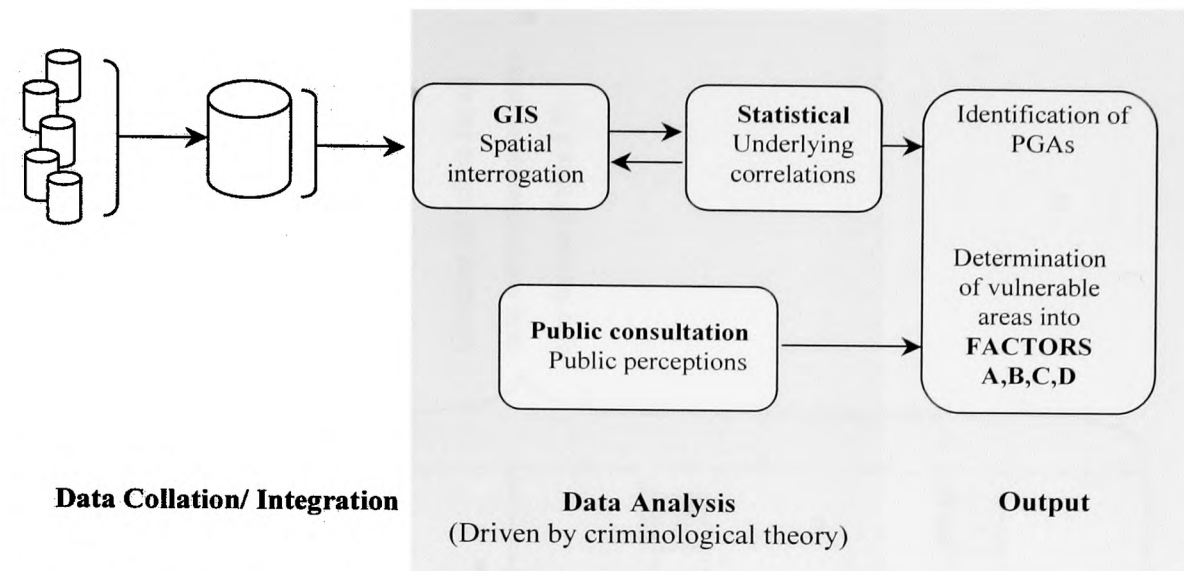 GIS
Spatial
interrogation
Statistical
Underlying
correlations
Identification of
PGAs
Determination
of vulnerable
areas into
FACTORS
A,B,C,D
Public consultation
Public perceptions
Data Collation/ Integration
Data Analysis
(Driven by criminological theory)
Output